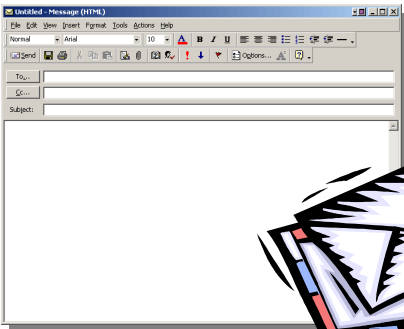 Untitled - Message (HTML)
File Edit View Insert Format Tools Actions Help
Normal Arial 10 A B I U
Send Options...
To...
Cc...
Subject: